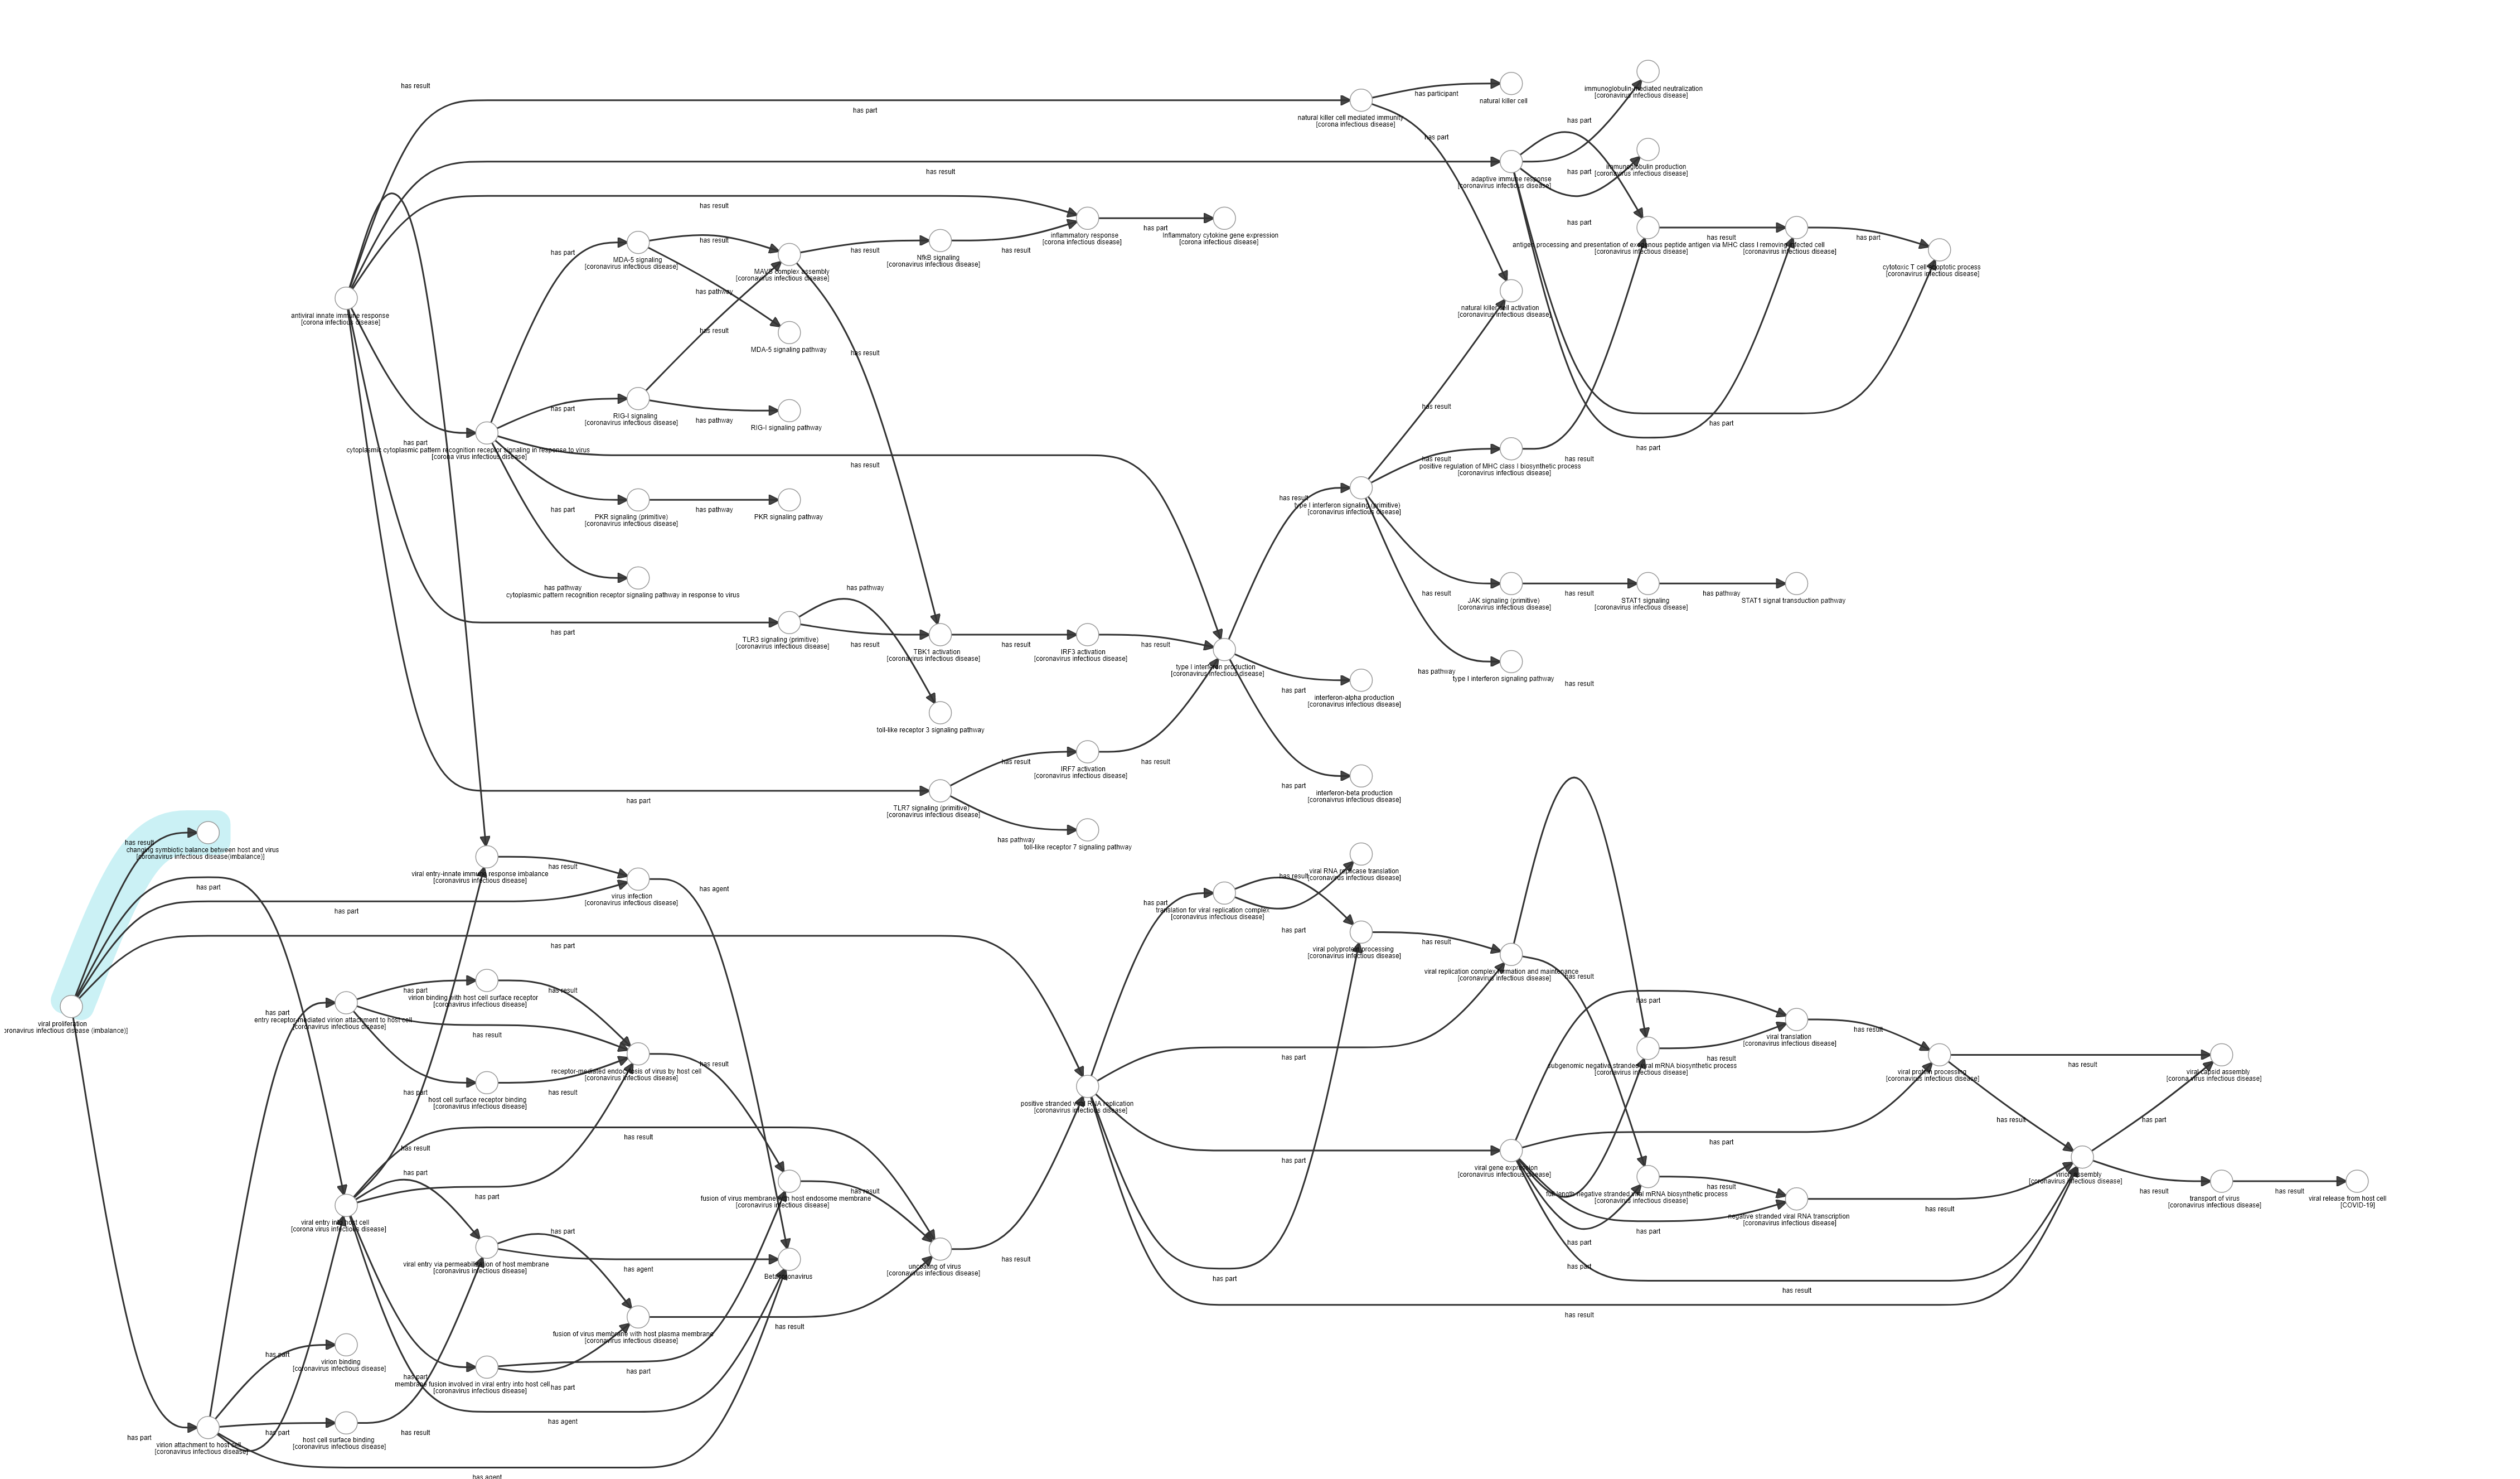 has result
has part
has participant
natural killer cell
natural killer cell mediated immunity
[corona infectious disease]
immunoglobulin mediated neutralization
[coronavirus infectious disease]
has part
has part
has result
adaptive immune response
[coronavirus infectious disease]
has part
immunoglobulin production
[coronavirus infectious disease]
has result
has part
inflammatory response
[corona infectious disease]
has part
Inflammatory cytokine gene expression
[corona infectious disease]
has part
has result
antigen processing and presentation of exogenous peptide antigen via MHC class I
[coronavirus infectious disease]
has result
removing infected cell
[coronavirus infectious disease]
has part
cytotoxic T cell apoptotic process
[coronavirus infectious disease]
MDA-5 signaling
[coronavirus infectious disease]
MAVS complex assembly
[coronavirus infectious disease]
has result
NfkB signaling
[coronavirus infectious disease]
has result
has pathway
antiviral innate immune response
[corona infectious disease]
natural killer cell activation
[coronavirus infectious disease]
has result
MDA-5 signaling pathway
has result
has part
RIG-I signaling
[coronavirus infectious disease]
has pathway
RIG-I signaling pathway
has result
has part
has part
has part
cytoplasmic cytoplasmic pattern recognition receptor signaling in response to virus
[corona virus infectious disease]
has result
has result
positive regulation of MHC class I biosynthetic process
[coronavirus infectious disease]
has result
has result
type I interferon signaling (primitive)
[coronavirus infectious disease]
has part
PKR signaling (primitive)
[coronavirus infectious disease]
has pathway
PKR signaling pathway
has pathway
cytoplasmic pattern recognition receptor signaling pathway in response to virus
has pathway
has result
JAK signaling (primitive)
[coronavirus infectious disease]
has result
STAT1 signaling
[coronavirus infectious disease]
has pathway
STAT1 signal transduction pathway
has part
TLR3 signaling (primitive)
[coronavirus infectious disease]
has result
TBK1 activation
[coronavirus infectious disease]
has result
IRF3 activation
[coronavirus infectious disease]
has result
type I interferon production
[coronavirus infectious disease]
has pathway
type I interferon signaling pathway
has result
has part
interferon-alpha production
[coronavirus infectious disease]
toll-like receptor 3 signaling pathway
has result
IRF7 activation
[coronavirus infectious disease]
has result
has part
interferon-beta production
[coronaivrus infectious disease]
has part
TLR7 signaling (primitive)
[coronavirus infectious disease]
has pathway
toll-like receptor 7 signaling pathway
has result
changing symbiotic balance between host and virus
[coronavirus infectious disease(imbalance)]
has part
viral entry-innate immune response imbalance
[coronavirus infectious disease]
has result
virus infection
[coronavirus infectious disease]
has agent
has result
viral RNA replicase translation
[coronavirus infectious disease]
has part
has part
translation for viral replication complex
[coronavirus infectious disease]
has part
has part
viral polyprotein processing
[coronavirus infectious disease]
has result
viral replication complex formation and maintenance
[coronavirus infectious disease]
has result
has part
virion binding with host cell surface receptor
[coronavirus infectious disease]
has result
has part
entry receptor-mediated virion attachment to host cell
[coronavirus infectious disease]
has result
viral proliferation
oronavirus infectious disease (imbalance)]
has part
viral translation
[coronavirus infectious disease]
has result
has part
has result
subgenomic negative stranded viral mRNA biosynthetic process
[coronavirus infectious disease]
has result
receptor-mediated endocytosis of virus by host cell
[coronavirus infectious disease]
viral protein processing
[coronavirus infectious disease]
has result
viral capsid assembly
[corona virus infectious disease]
has part
host cell surface receptor binding
[coronavirus infectious disease]
has result
positive stranded viral RNA replication
[coronavirus infectious disease]
has result
has part
has result
has result
has part
has part
has part
has part
viral gene expression
[coronavirus infectious disease]
virion assembly
[coronavirus infectious disease]
has result
full length negative stranded viral mRNA biosynthetic process
[coronavirus infectious disease]
has result
has result
transport of virus
[coronavirus infectious disease]
has result
viral release from host cell
[COVID-19]
fusion of virus membrane with host endosome membrane
[coronavirus infectious disease]
viral entry into host cell
[corona virus infectious disease]
has result
negative stranded viral RNA transcription
[coronavirus infectious disease]
has part
has part
has part
viral entry via permeabilization of host membrane
[coronavirus infectious disease]
has agent
Betacoronavirus
uncoating of virus
[coronavirus infectious disease]
has result
has part
has part
has result
has result
fusion of virus membrane with host plasma membrane
[coronavirus infectious disease]
has result
has part
virion binding
[coronavirus infectious disease]
has part
has part
membrane fusion involved in viral entry into host cell
[coronavirus infectious disease]
has part
has part
virion attachment to host cell
[coronavirus infectious disease]
has part
host cell surface binding
[coronavirus infectious disease]
has result
has agent
has agent